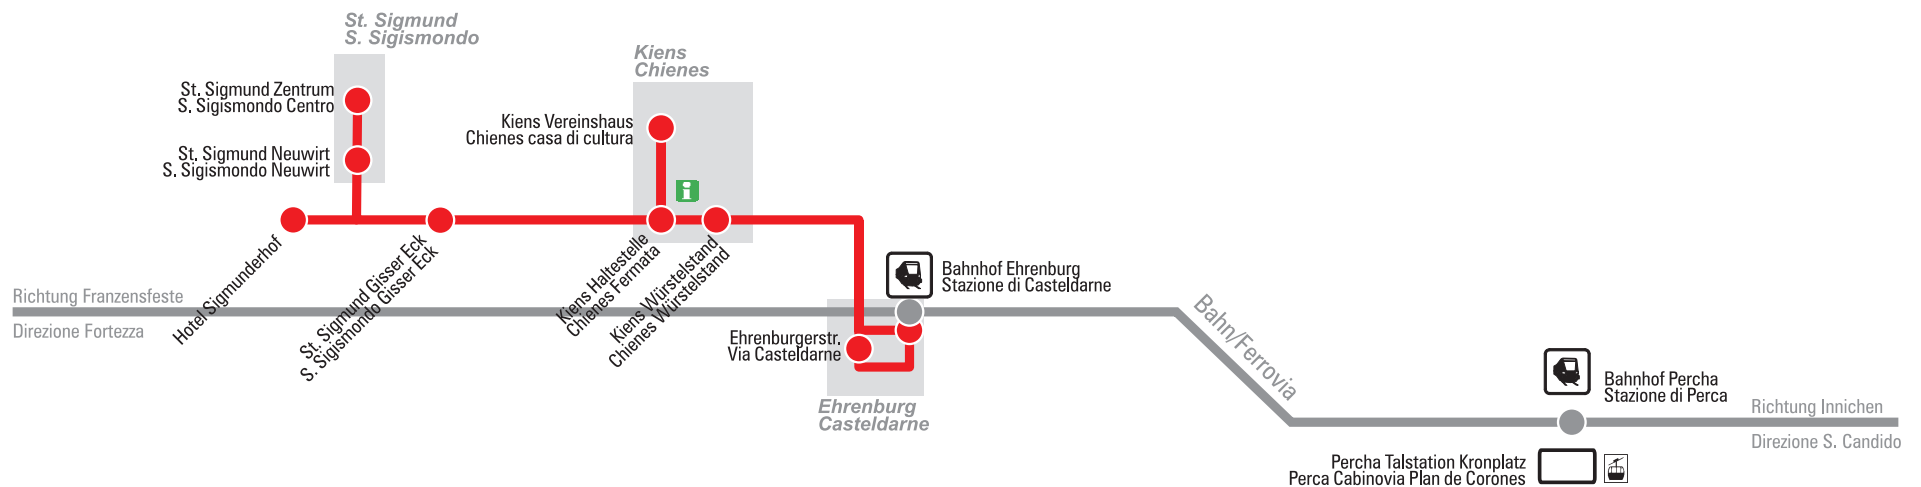 St. Sigmund
S. Sigismondo
Kiens
Chienes
St. Sigmund Zentrum
S. Sigismondo Centro
Kiens Vereinshaus
Chienes casa di cultura
St. Sigmund Neuwirt
S. Sigismondo Neuwirt
i
Hotel Sigmunderhof
St. Sigmund Gisser Eck
S. Sigismondo Gisser Eck
Kiens Haltestelle
Chienes Fermata
Kiens Würstelstand
Chienes Würstelstand
Bahnhof Ehrenburg
Stazione di Casteldarne
Richtung Franzensfeste
Direzione Fortezza
Ehrenburgerstr.
Via Casteldarne
Ehrenburg
Casteldarne
Bahn/Ferrovia
Bahnhof Percha
Stazione di Perca
Richtung Innichen
Direzione S. Candido
Percha Talstation Kronplatz
Perca Cabinovia Plan de Corones